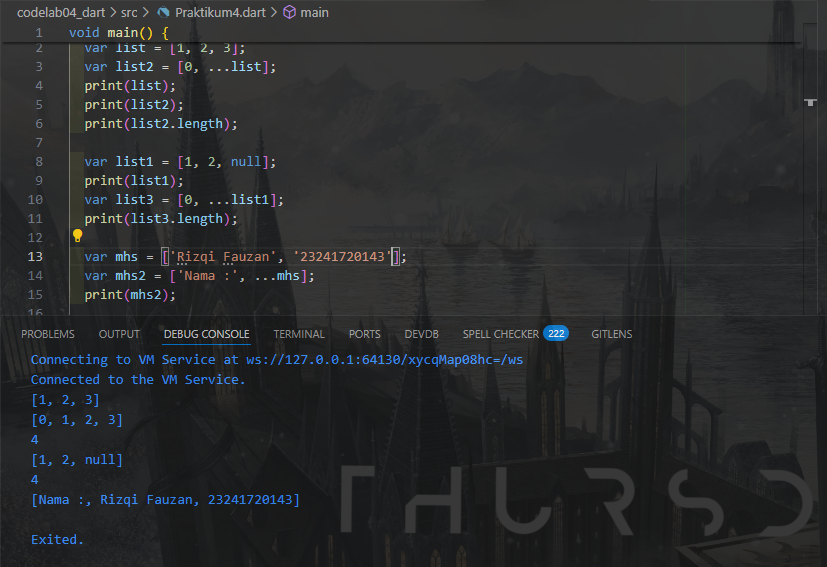 codelab04_dart > src > Praktikum4.dart > main
1 void main() {
2 var list = [1, 2, 3];
3 var list2 = [0, ...list];
4 print(list);
5 print(list2);
6 print(list2.length);
7
8 var list1 = [1, 2, null];
9 print(list1);
10 var list3 = [0, ...list1];
11 print(list3.length);
12
13 var mhs = ['Rizqi Fauzan', '23241720143'];
14 var mhs2 = ['Nama :', ...mhs];
15 print(mhs2);
16
PROBLEMS OUTPUT DEBUG CONSOLE TERMINAL PORTS DEVDB SPELL CHECKER 222 GITLENS
Connecting to VM Service at ws://127.0.0.1:64130/xycqMap08hc=/ws
Connected to the VM Service.
[1, 2, 3]
[0, 1, 2, 3]
4
[1, 2, null]
4
[Nama :, Rizqi Fauzan, 23241720143]
Exited.
THURSD